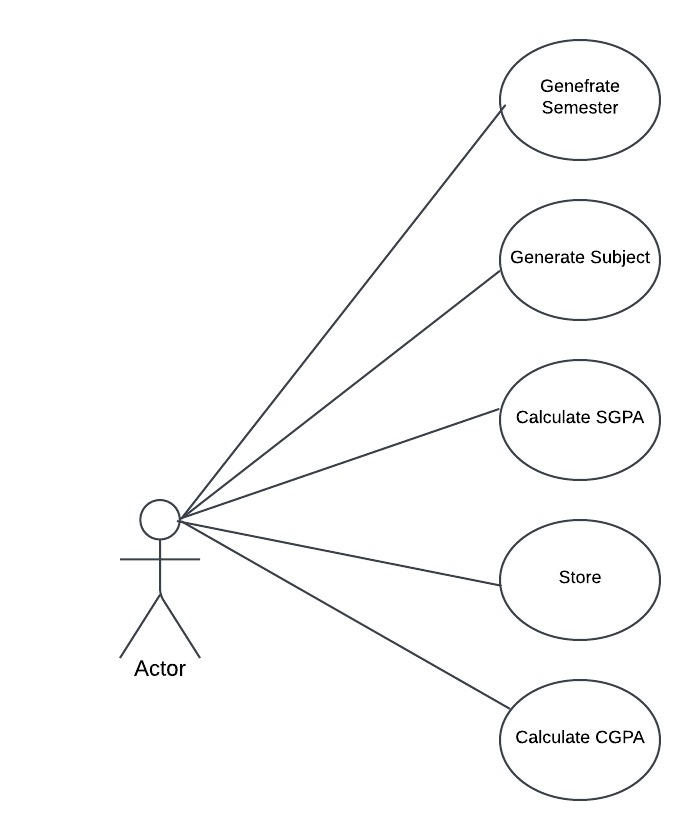 Genefrate
Semester
Generate Subject
Calculate SGPA
Store
Actor
Calculate CGPA